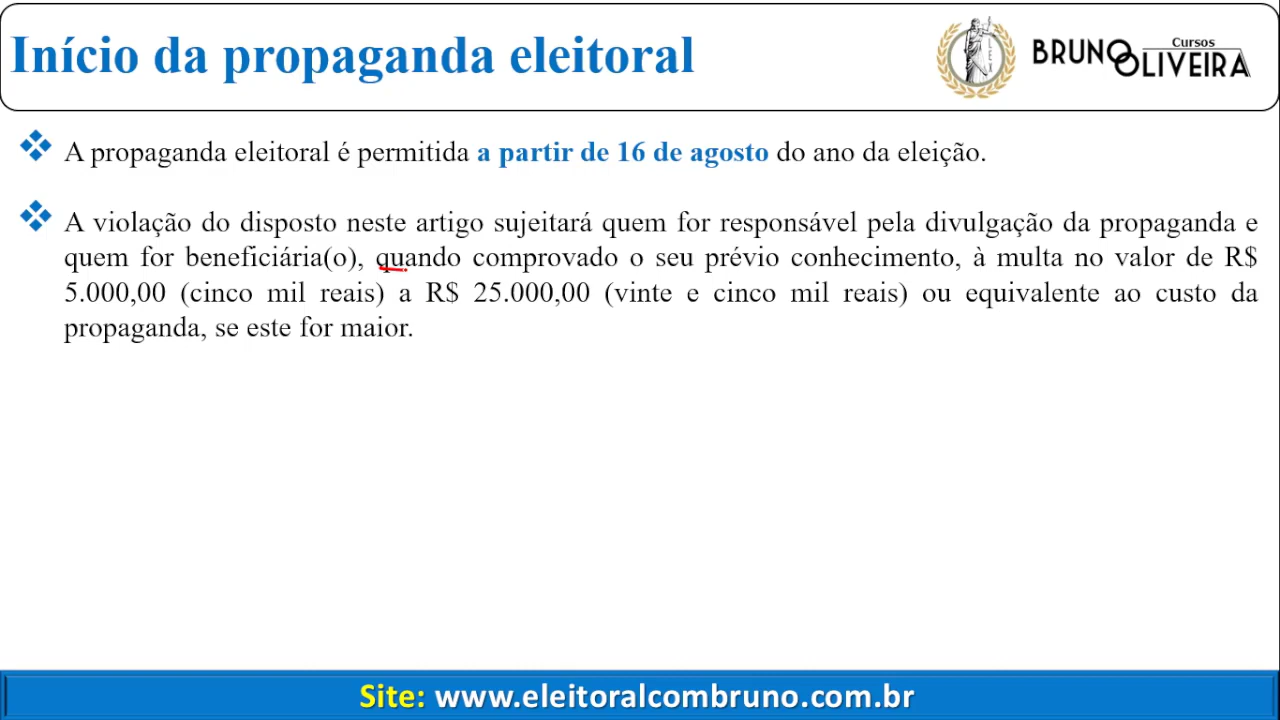 Início da propaganda eleitoral
Cursos
BRUNO OLIVEIRA
A propaganda eleitoral é permitida a partir de 16 de agosto do ano da eleição.
A violação do disposto neste artigo sujeitará quem for responsável pela divulgação da propaganda e
quem for beneficiária(o), quando comprovado o seu prévio conhecimento, à multa no valor de R$
5.000,00 (cinco mil reais) a R$ 25.000,00 (vinte e cinco mil reais) ou equivalente ao custo da
propaganda, se este for maior.
Site: www.eleitoralcombruno.com.br